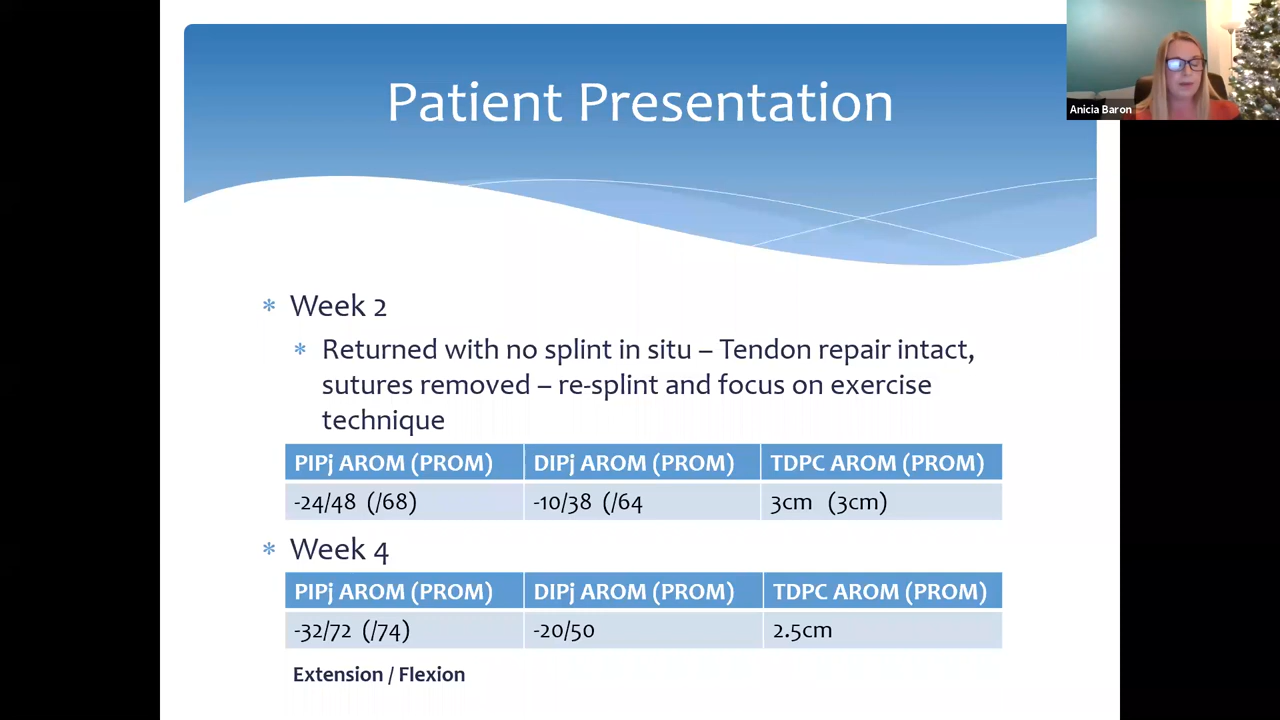 Patient Presentation
Anicia Baron
* Week 2
* Returned with no splint in situ – Tendon repair intact,
sutures removed – re-splint and focus on exercise
technique
PIPj AROM (PROM) DIPj AROM (PROM) TDPC AROM (PROM)
-24/48 (/68) -10/38 (/64 3cm (3cm)
* Week 4
PIPj AROM (PROM) DIPj AROM (PROM) TDPC AROM (PROM)
-32/72 (/74) -20/50 2.5cm
Extension / Flexion